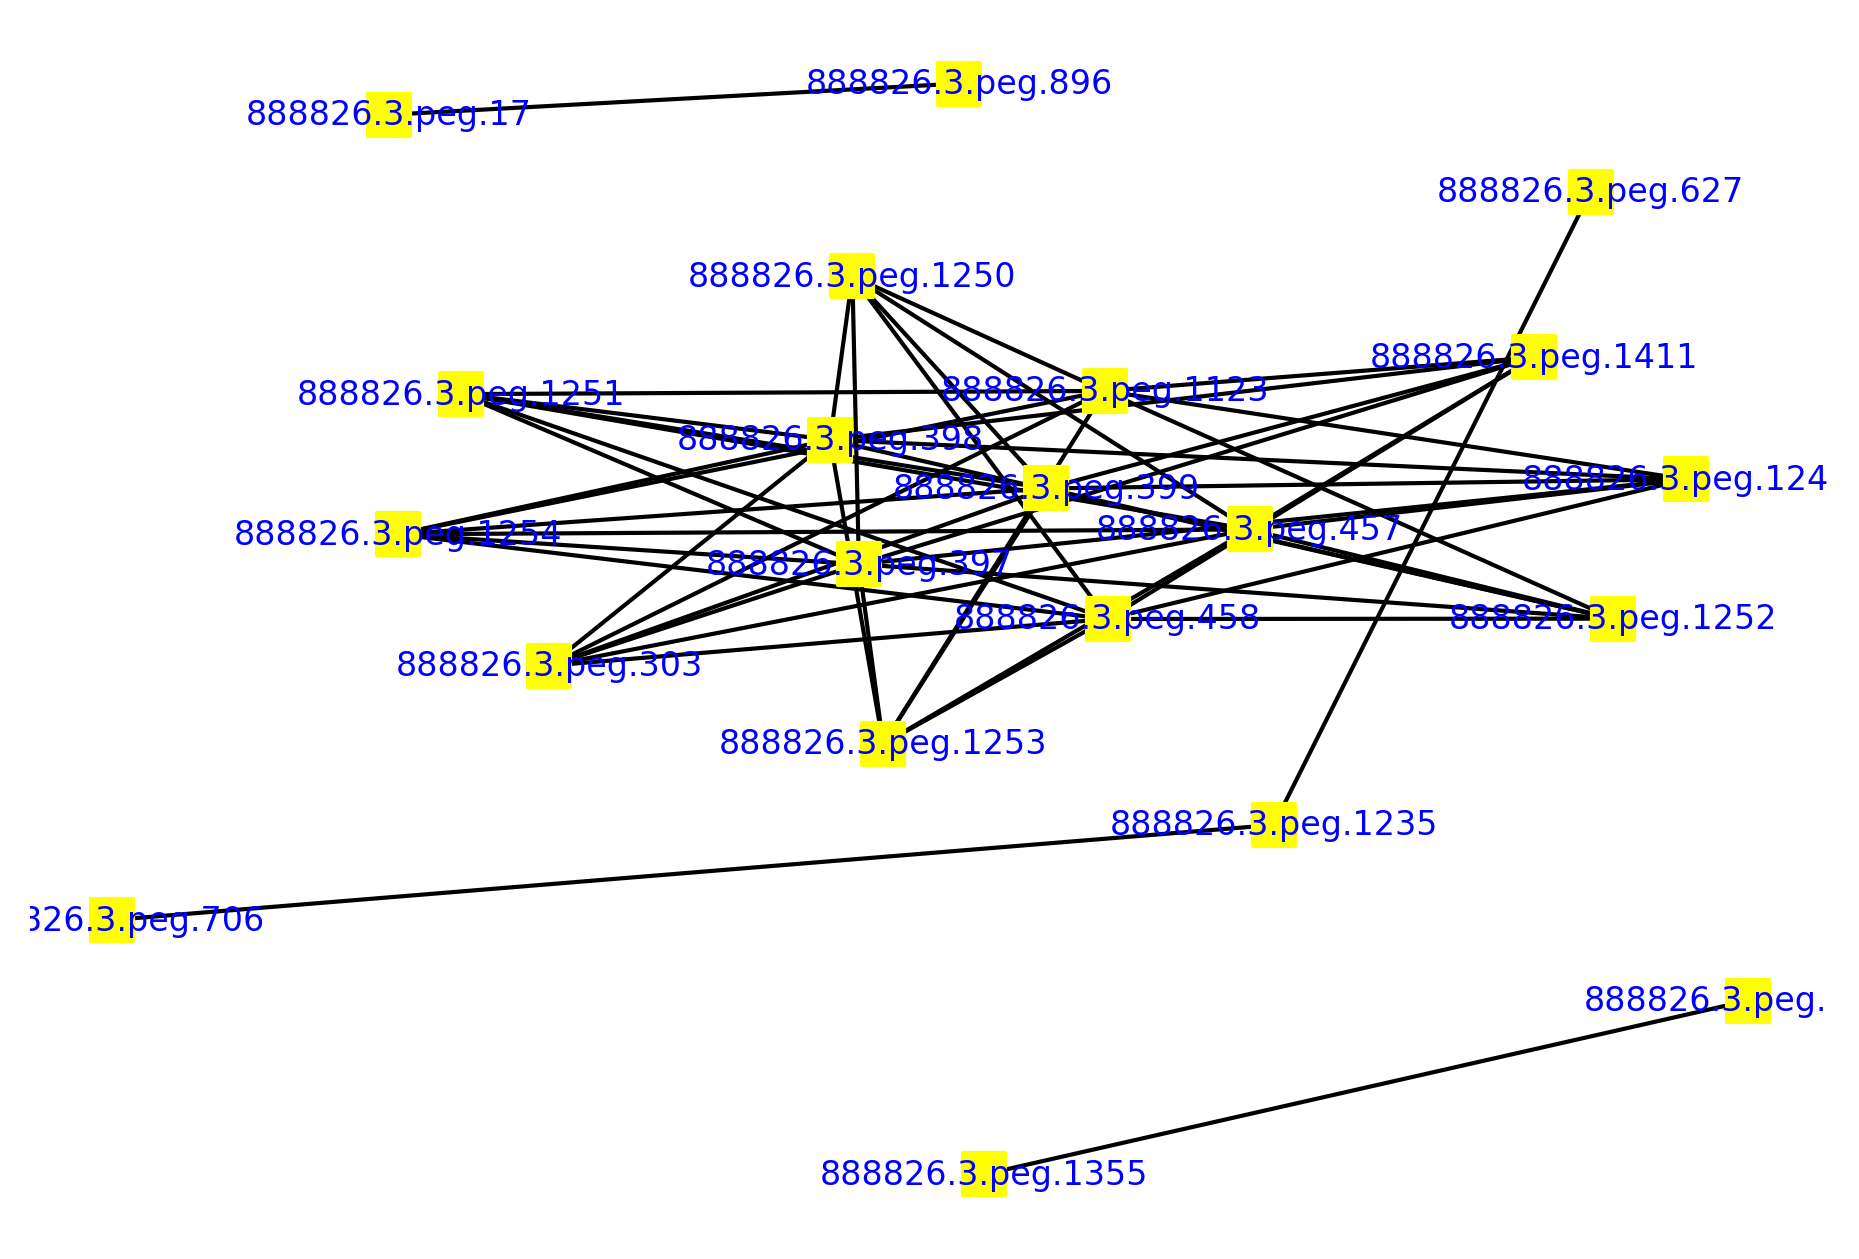 888826.3.peg.896
888826.3.peg.17
888826.3.peg.627
888826.3.peg.1250
888826.3.peg.1411
888826.3.peg.1251
888826.3.peg.1123
888826.3.peg.398
888826.3.peg.124
888826.3.peg.399
888826.3.peg.457
888826.3.peg.1254
888826.3.peg.397
888826.3.peg.458
888826.3.peg.1252
888826.3.peg.303
888826.3.peg.1253
888826.3.peg.1235
326.3.peg.706
888826.3.peg.
888826.3.peg.1355